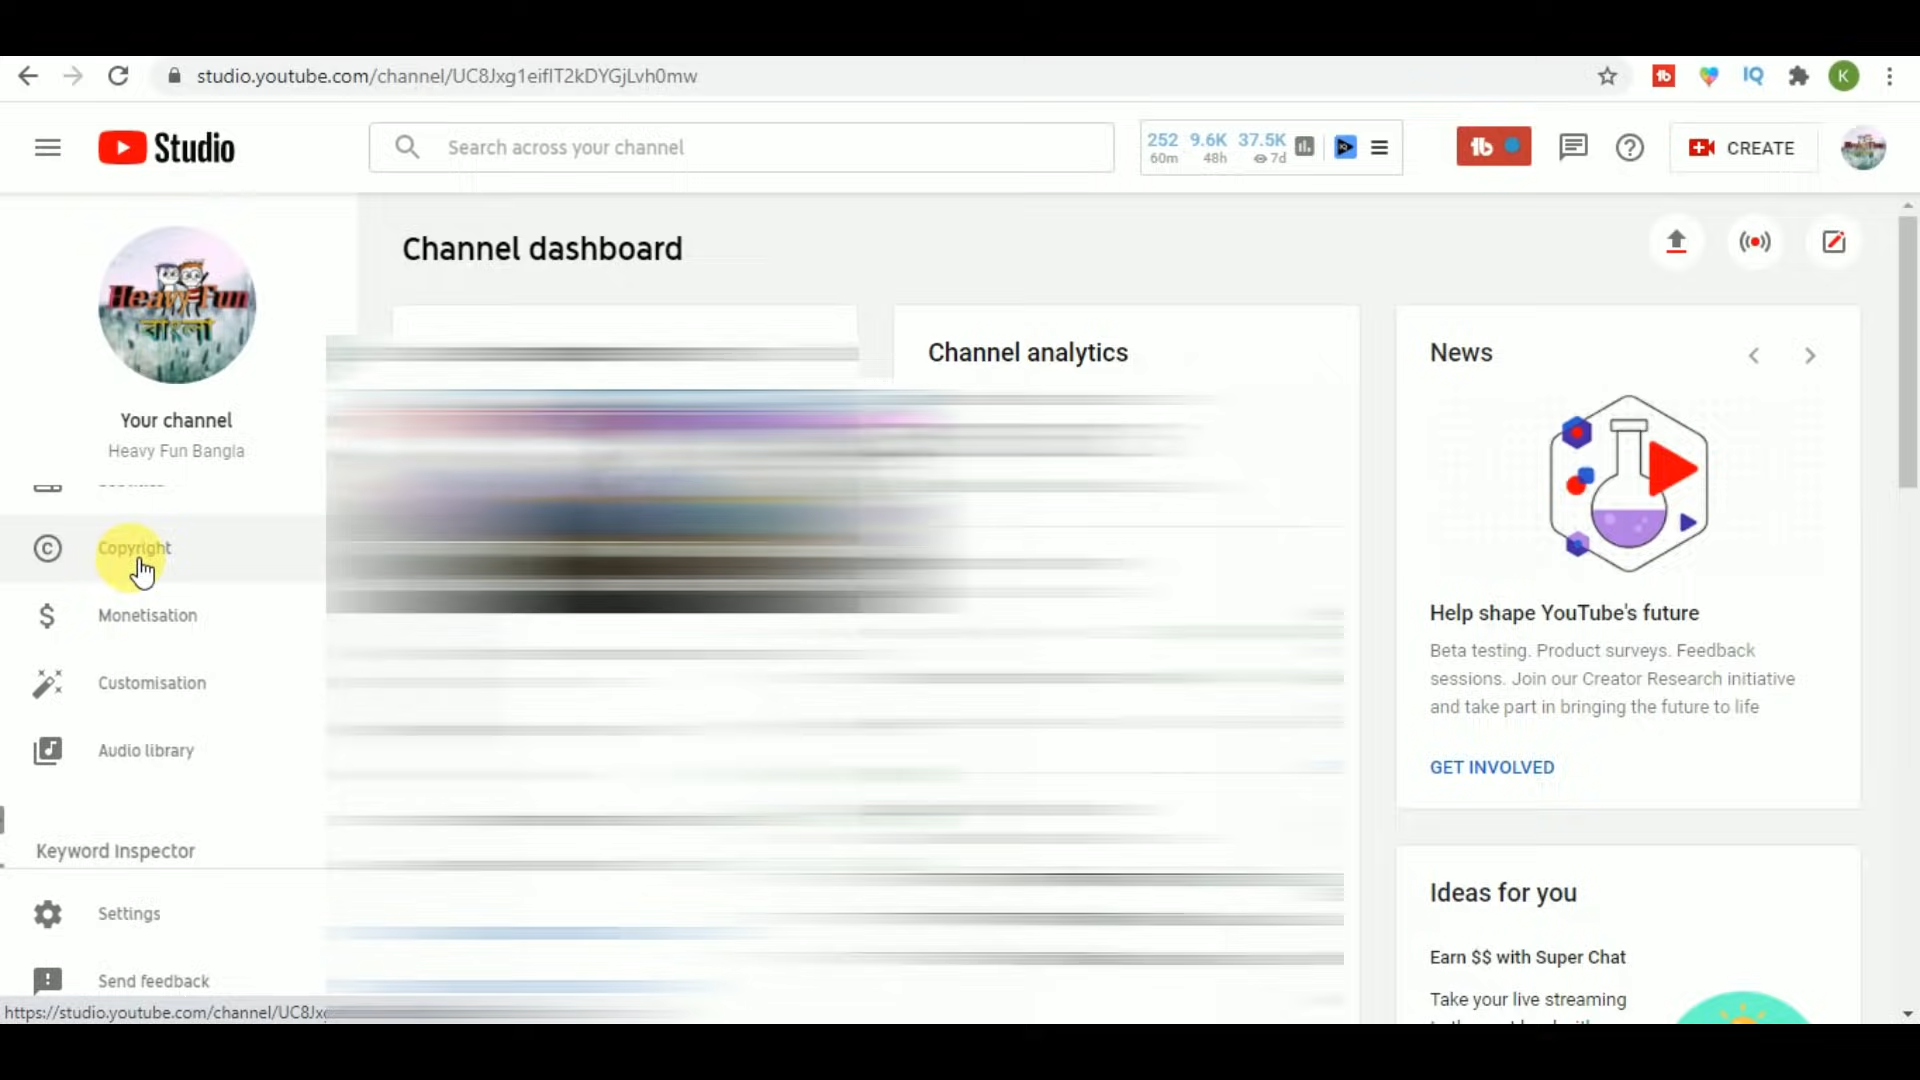 studio.youtube.com/channel/UC8Jxg1eifIT2kDYGjLvh0mw
IQ
K
Studio
Search across your channel
252 9.6K 37.5K
60m 48h 7d
tb
CREATE
Heavy Fun
বাংলা
Your channel
Heavy Fun Bangla
Copyright
Monetisation
Customisation
Audio library
Keyword Inspector
Settings
Send feedback
https://studio.youtube.com/channel/UC8Jx
Channel dashboard
Channel analytics
News
Help shape YouTube's future
Beta testing. Product surveys. Feedback
sessions. Join our Creator Research initiative
and take part in bringing the future to life
GET INVOLVED
Ideas for you
Earn $$ with Super Chat
Take your live streaming